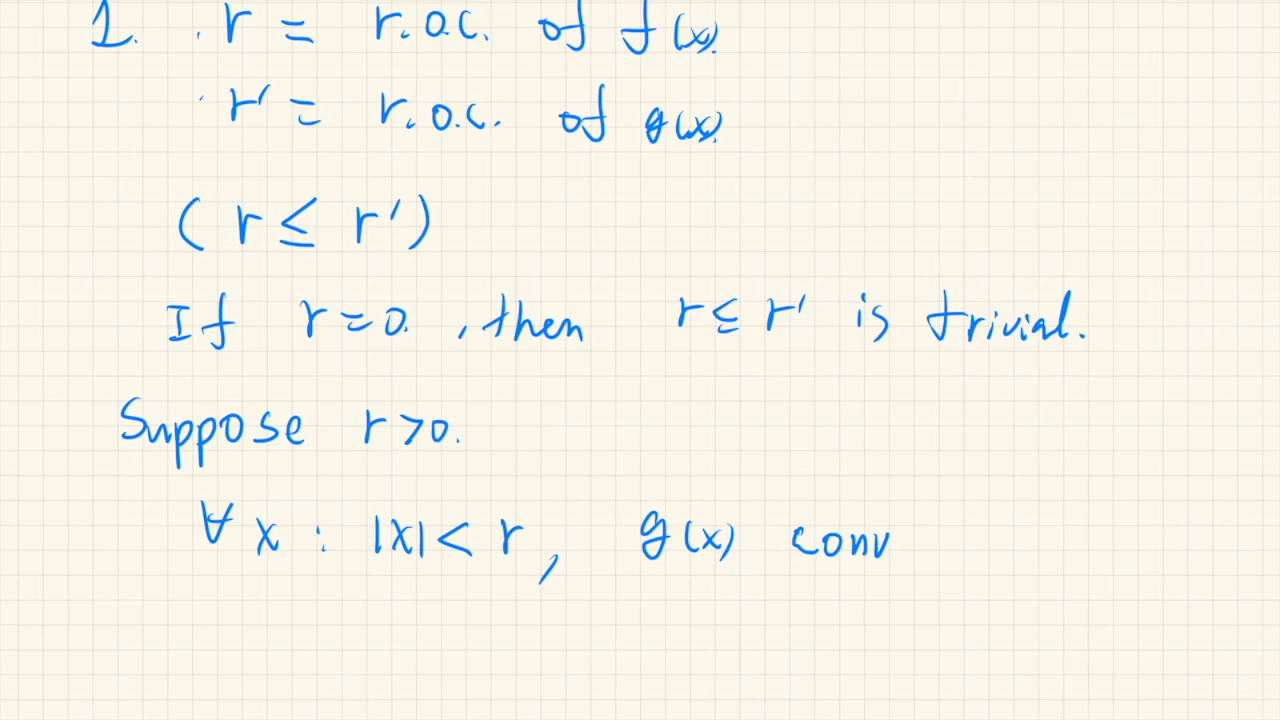 1. r = r.o.c. of f(x).
r' = r.o.c. of g(x).
( r ≤ r' )
If r = 0, then r ≤ r' is trivial.
Suppose r > 0.
∀ x : |x| < r, g(x) conv